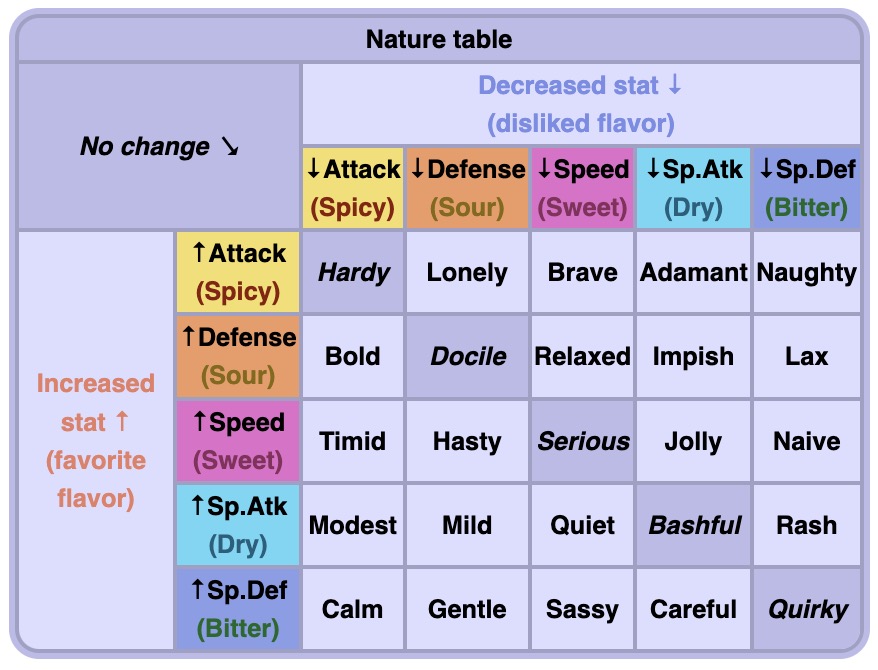 Nature table
No change ↘
Decreased stat ↓
(disliked flavor)
↓Attack
(Spicy)
↓Defense
(Sour)
↓Speed
(Sweet)
↓Sp.Atk
(Dry)
↓Sp.Def
(Bitter)
Increased
stat ↑
(favorite
flavor)
↑Attack
(Spicy)
Hardy
Lonely
Brave
Adamant
Naughty
↑Defense
(Sour)
Bold
Docile
Relaxed
Impish
Lax
↑Speed
(Sweet)
Timid
Hasty
Serious
Jolly
Naive
↑Sp.Atk
(Dry)
Modest
Mild
Quiet
Bashful
Rash
↑Sp.Def
(Bitter)
Calm
Gentle
Sassy
Careful
Quirky